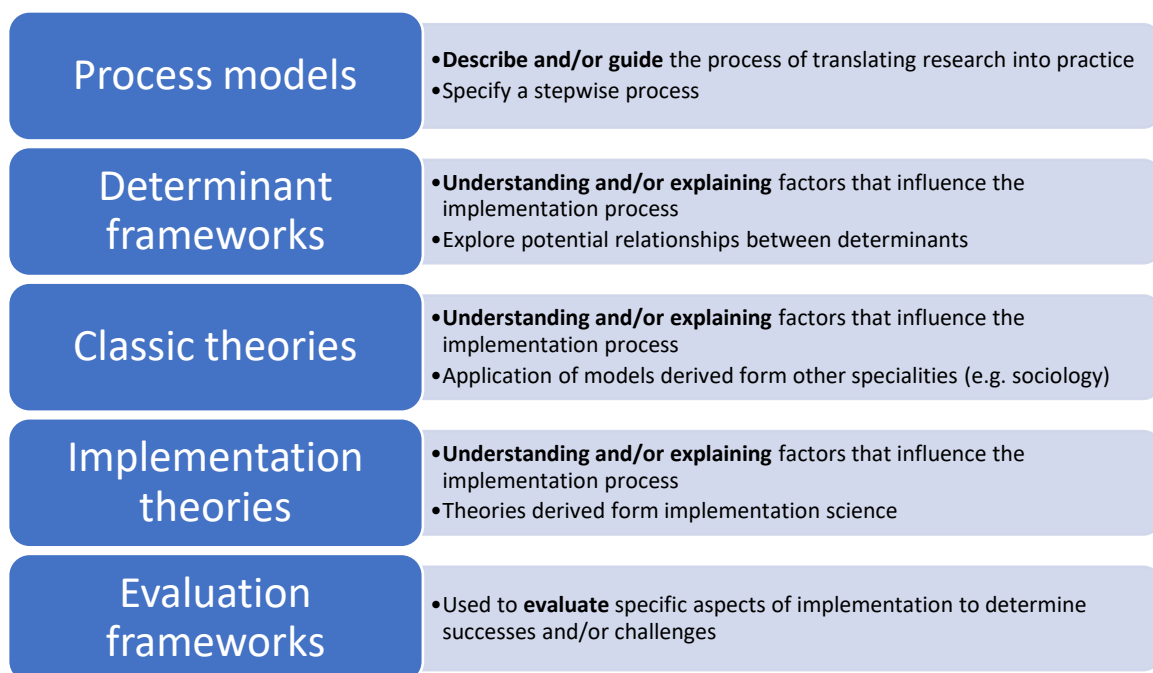 Process models
•Describe and/or guide the process of translating research into practice
•Specify a stepwise process
Determinant
frameworks
•Understanding and/or explaining factors that influence the
implementation process
•Explore potential relationships between determinants
Classic theories
•Understanding and/or explaining factors that influence the
implementation process
•Application of models derived form other specialities (e.g. sociology)
Implementation
theories
•Understanding and/or explaining factors that influence the
implementation process
•Theories derived form implementation science
Evaluation
frameworks
•Used to evaluate specific aspects of implementation to determine
successes and/or challenges